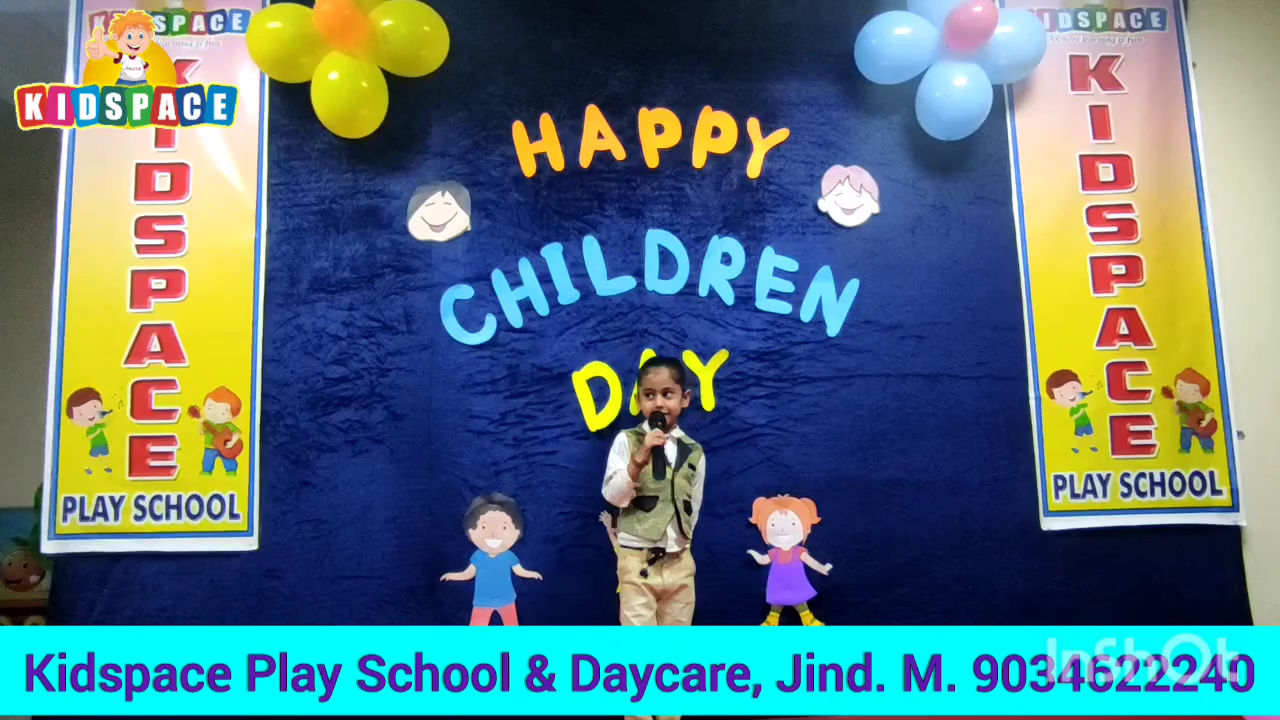 KIDSPACE
KIDSPACE
KIDSPACE
PLAY SCHOOL
HAPPY
CHILDREN
DAY
KIDSPACE
KIDSPACE
PLAY SCHOOL
Kidspace Play School & Daycare, Jind. M. 9034622240
InShOt